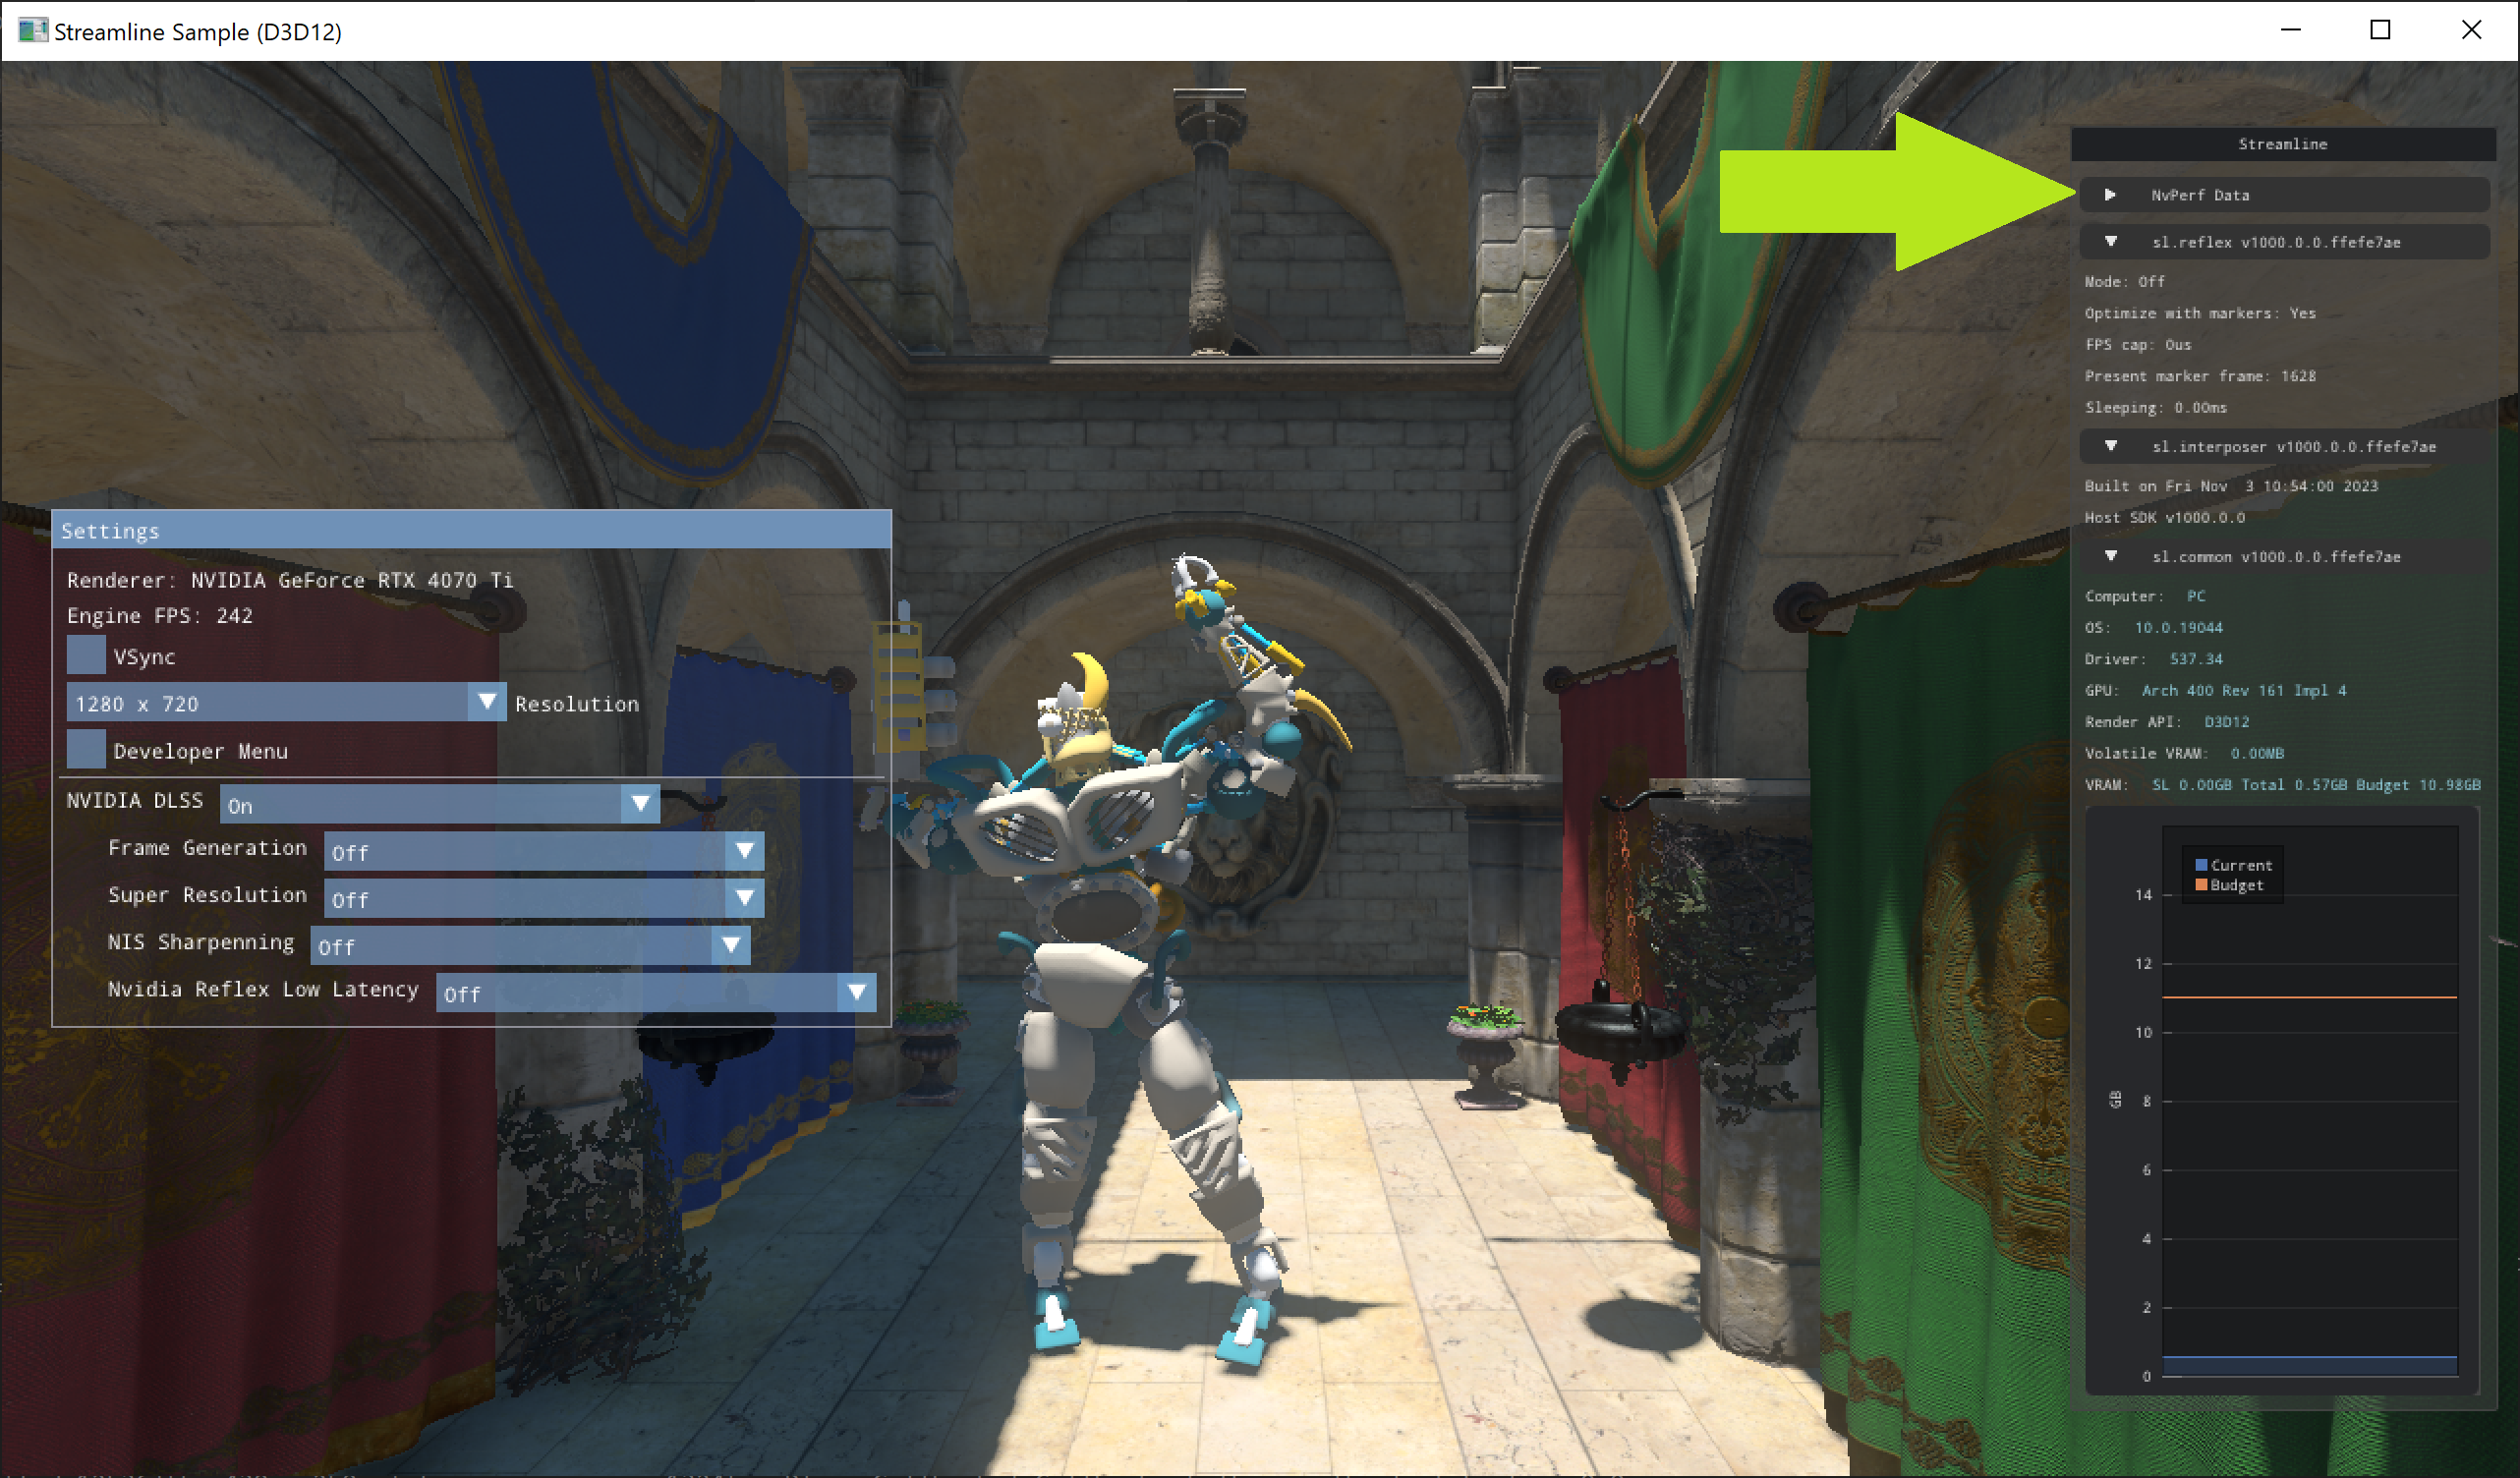 Streamline Sample (D3D12)
Settings
Renderer: NVIDIA GeForce RTX 4070 Ti
Engine FPS: 242
VSync
1280 x 720 Resolution
Developer Menu
NVIDIA DLSS On
Frame Generation Off
Super Resolution Off
NIS Sharpenning Off
Nvidia Reflex Low Latency Off
Streamline
NvPerf Data
sl.reflex v1000.0.0.ffefe7ae
Mode: Off
Optimize with markers: Yes
FPS cap: 0us
Present marker frame: 1628
Sleeping: 0.00ms
sl.interposer v1000.0.0.ffefe7ae
Built on Fri Nov  3 10:54:00 2023
Host SDK v1000.0.0
sl.common v1000.0.0.ffefe7ae
Computer: PC
OS: 10.0.19044
Driver: 537.34
GPU: Arch 400 Rev 161 Impl 4
Render API: D3D12
Volatile VRAM: 0.00MB
VRAM: SL 0.00GB Total 0.57GB Budget 10.98GB
Current
Budget
14
12
10
GB
8
6
4
2
0